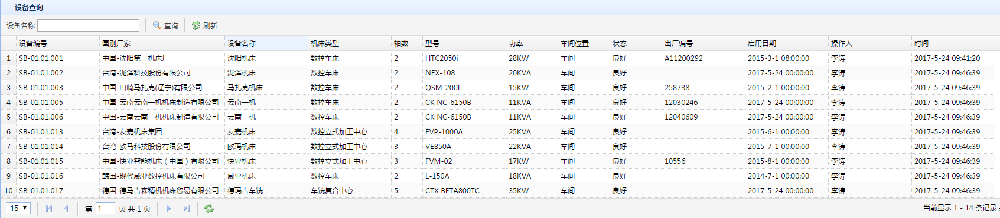 设备查询
设备名称 查询 刷新
设备编号 国别厂家 设备名称 机床类型 轴数 型号 功率 车间位置 状态 出厂编号 启用日期 操作人 时间
1 SB-01.01.001 中国-沈阳第一机床厂 沈阳机床 数控车床 2 HTC2050i 28KW 车间 良好 A11200292 2015-3-1 08:00:00 李涛 2017-5-24 09:41:20
2 SB-01.01.002 台湾-泷泽科技股份有限公司 泷泽机床 数控车床 2 NEX-108 20KVA 车间 良好 2017-5-24 00:00:00 李涛 2017-5-24 09:46:39
3 SB-01.01.003 中国-山崎马扎克(辽宁)有限公司 马扎克机床 数控车床 2 QSM-200L 15KW 车间 良好 258738 2015-2-1 00:00:00 李涛 2017-5-24 09:46:39
4 SB-01.01.005 中国-云南云南一机机床制造有限公司 云南一机 数控车床 2 CK NC-6150B 11KVA 车间 良好 12030246 2017-5-24 00:00:00 李涛 2017-5-24 09:46:39
5 SB-01.01.006 中国-云南云南一机机床制造有限公司 云南一机 数控车床 2 CK NC-6150B 11KVA 车间 良好 12040609 2017-5-24 00:00:00 李涛 2017-5-24 09:46:39
6 SB-01.01.013 台湾-友嘉机床集团 友嘉机床 数控立式加工中心 4 FVP-1000A 25KVA 车间 良好 2015-6-1 00:00:00 李涛 2017-5-24 09:46:39
7 SB-01.01.014 台湾-欧马科技股份有限公司 欧玛机床 数控立式加工中心 3 VE850A 22KVA 车间 良好 2015-7-1 00:00:00 李涛 2017-5-24 09:46:39
8 SB-01.01.015 中国-快亚智能机床（中国）有限公司 快亚机床 数控立式加工中心 3 FVM-02 17KW 车间 良好 10556 2015-8-1 00:00:00 李涛 2017-5-24 09:46:39
9 SB-01.01.016 韩国-现代威亚数控机床有限公司 威亚机床 数控车床 2 L-150A 18KVA 车间 良好 2014-7-1 00:00:00 李涛 2017-5-24 09:46:39
10 SB-01.01.017 德国-德马吉森精机机床贸易有限公司 德玛吉车铣 车铣复合中心 5 CTX BETA800TC 35KW 车间 良好 2017-5-24 00:00:00 李涛 2017-5-24 09:46:39
15 第 1 页 共 1 页 当前显示 1 - 14 条记录